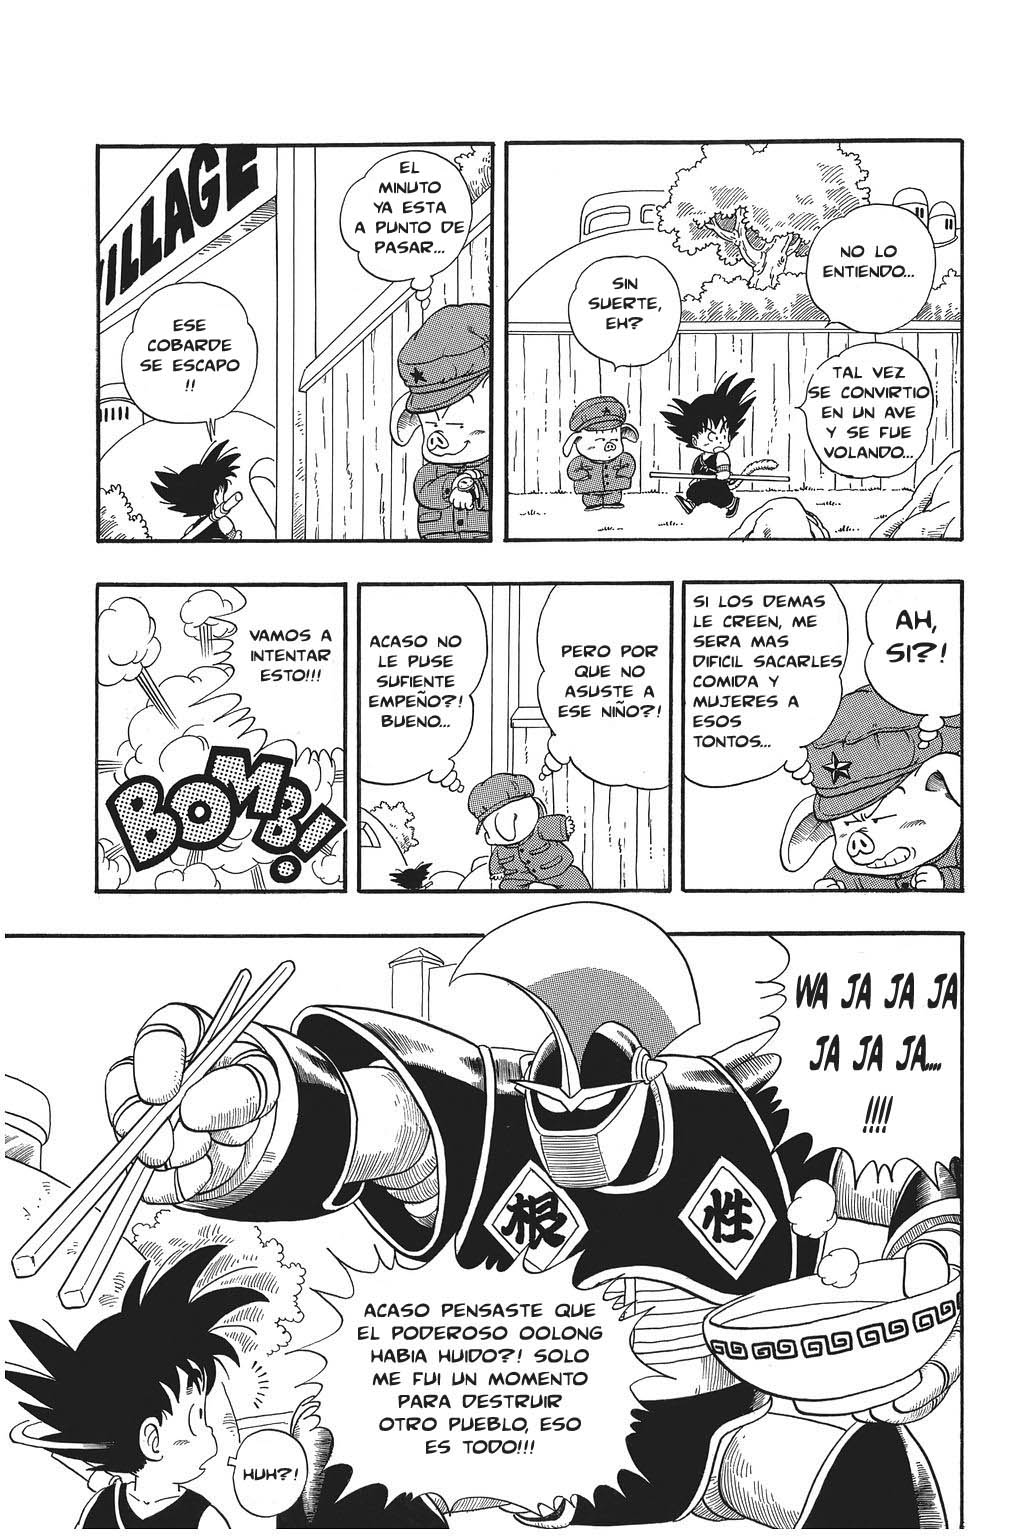 NO LO
ENTIENDO...
TAL VEZ
SE CONVIRTIO
EN UN AVE
Y SE FUE
VOLANDO...
SIN
SUERTE,
EH?
EL
MINUTO
YA ESTA
A PUNTO DE
PASAR...
ILLAGE
ESE
COBARDE
SE ESCAPO
!!
AH,
SI?!
SI LOS DEMAS
LE CREEN, ME
SERA MAS
DIFICIL SACARLES
COMIDA Y
MUJERES A
ESOS
TONTOS...
PERO POR
QUE NO
ASUSTE A
ESE NIÑO?!
ACASO NO
LE PUSE
SUFIENTE
EMPEÑO?!
BUENO...
VAMOS A
INTENTAR
ESTO!!!
BOMB!
WA JA JA JA
JA JA JA....
!!!!
根 性
ACASO PENSASTE QUE
EL PODEROSO OOLONG
HABIA HUIDO?! SOLO
ME FUI UN MOMENTO
PARA DESTRUIR
OTRO PUEBLO, ESO
ES TODO!!!
HUH?!